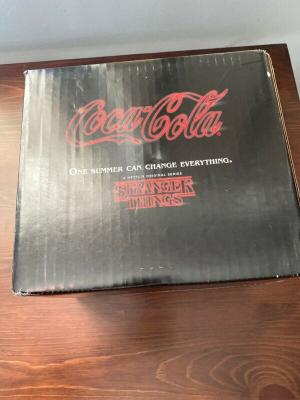 Coca-Cola
ONE SUMMER CAN CHANGE EVERYTHING.
A NETFLIX ORIGINAL SERIES
STRANGER
THINGS